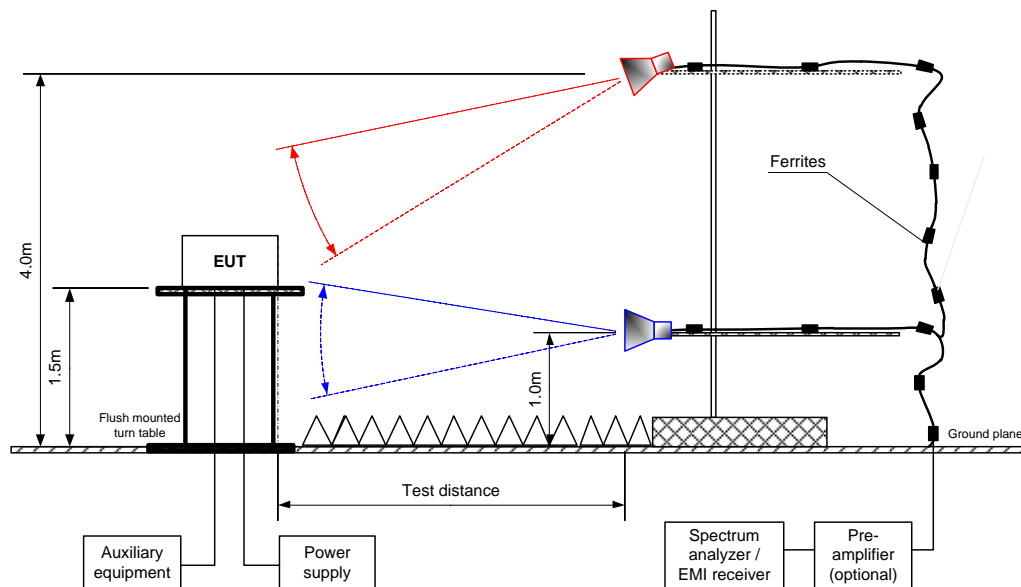 4.0m
EUT
1.5m
Flush mounted
turn table
1.0m
Ferrites
Ground plane
Test distance
Auxiliary
equipment
Power
supply
Spectrum
analyzer /
EMI receiver
Pre-
amplifier
(optional)